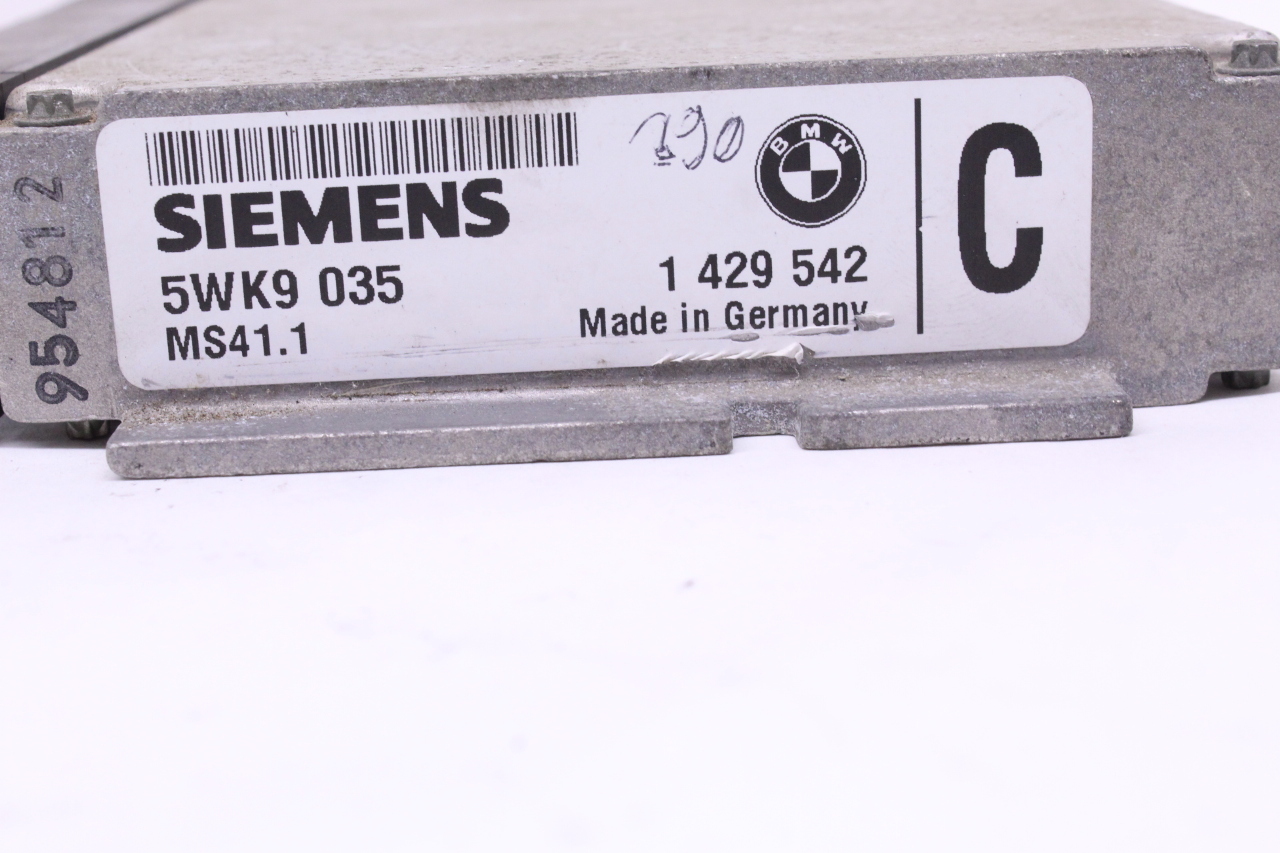 954812
SIEMENS
5WK9 035
MS41.1
BMW
1 429 542
Made in Germany
C